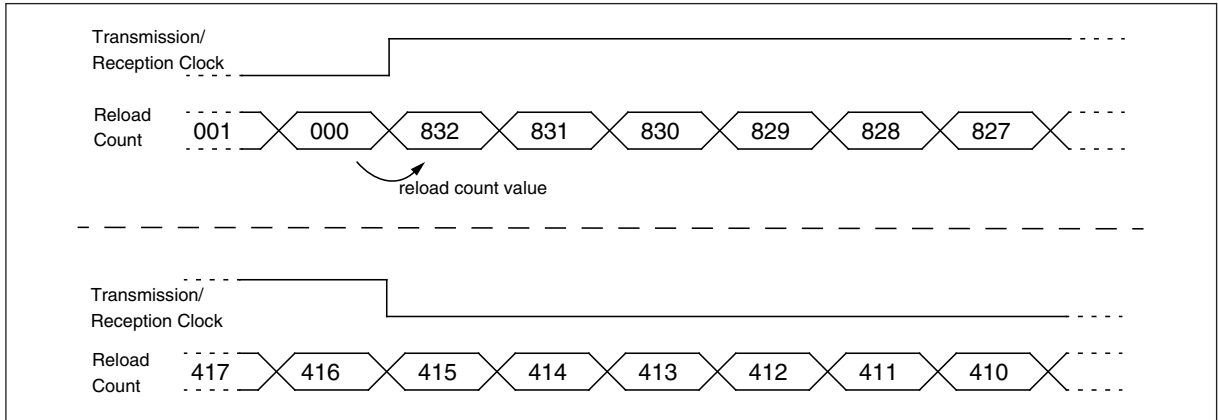 Transmission/
Reception Clock
Reload
Count
001 000 832 831 830 829 828 827
reload count value
Transmission/
Reception Clock
Reload
Count
417 416 415 414 413 412 411 410